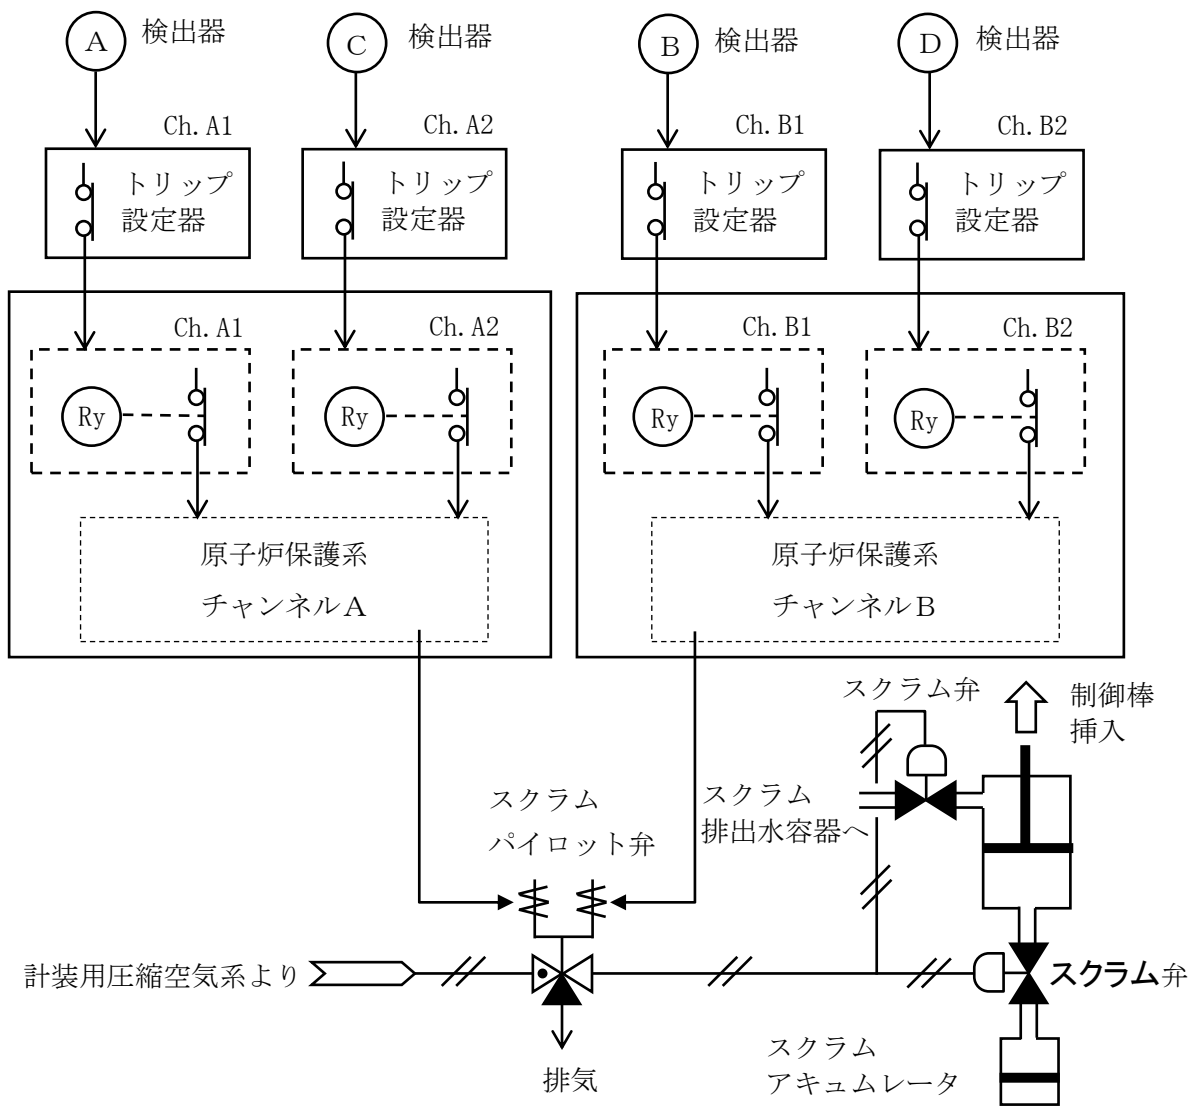 A
検出器
C
検出器
B
検出器
D
検出器
Ch. A1
Ch. A2
Ch. B1
Ch. B2
トリップ
設定器
トリップ
設定器
トリップ
設定器
トリップ
設定器
Ch. A1
Ch. A2
Ch. B1
Ch. B2
Ry
Ry
Ry
Ry
原子炉保護系
チャンネルA
原子炉保護系
チャンネルB
スクラム弁
制御棒
挿入
スクラム
パイロット弁
スクラム
排出水容器へ
計装用圧縮空気系より
スクラム弁
排気
スクラム
アキュムレータ